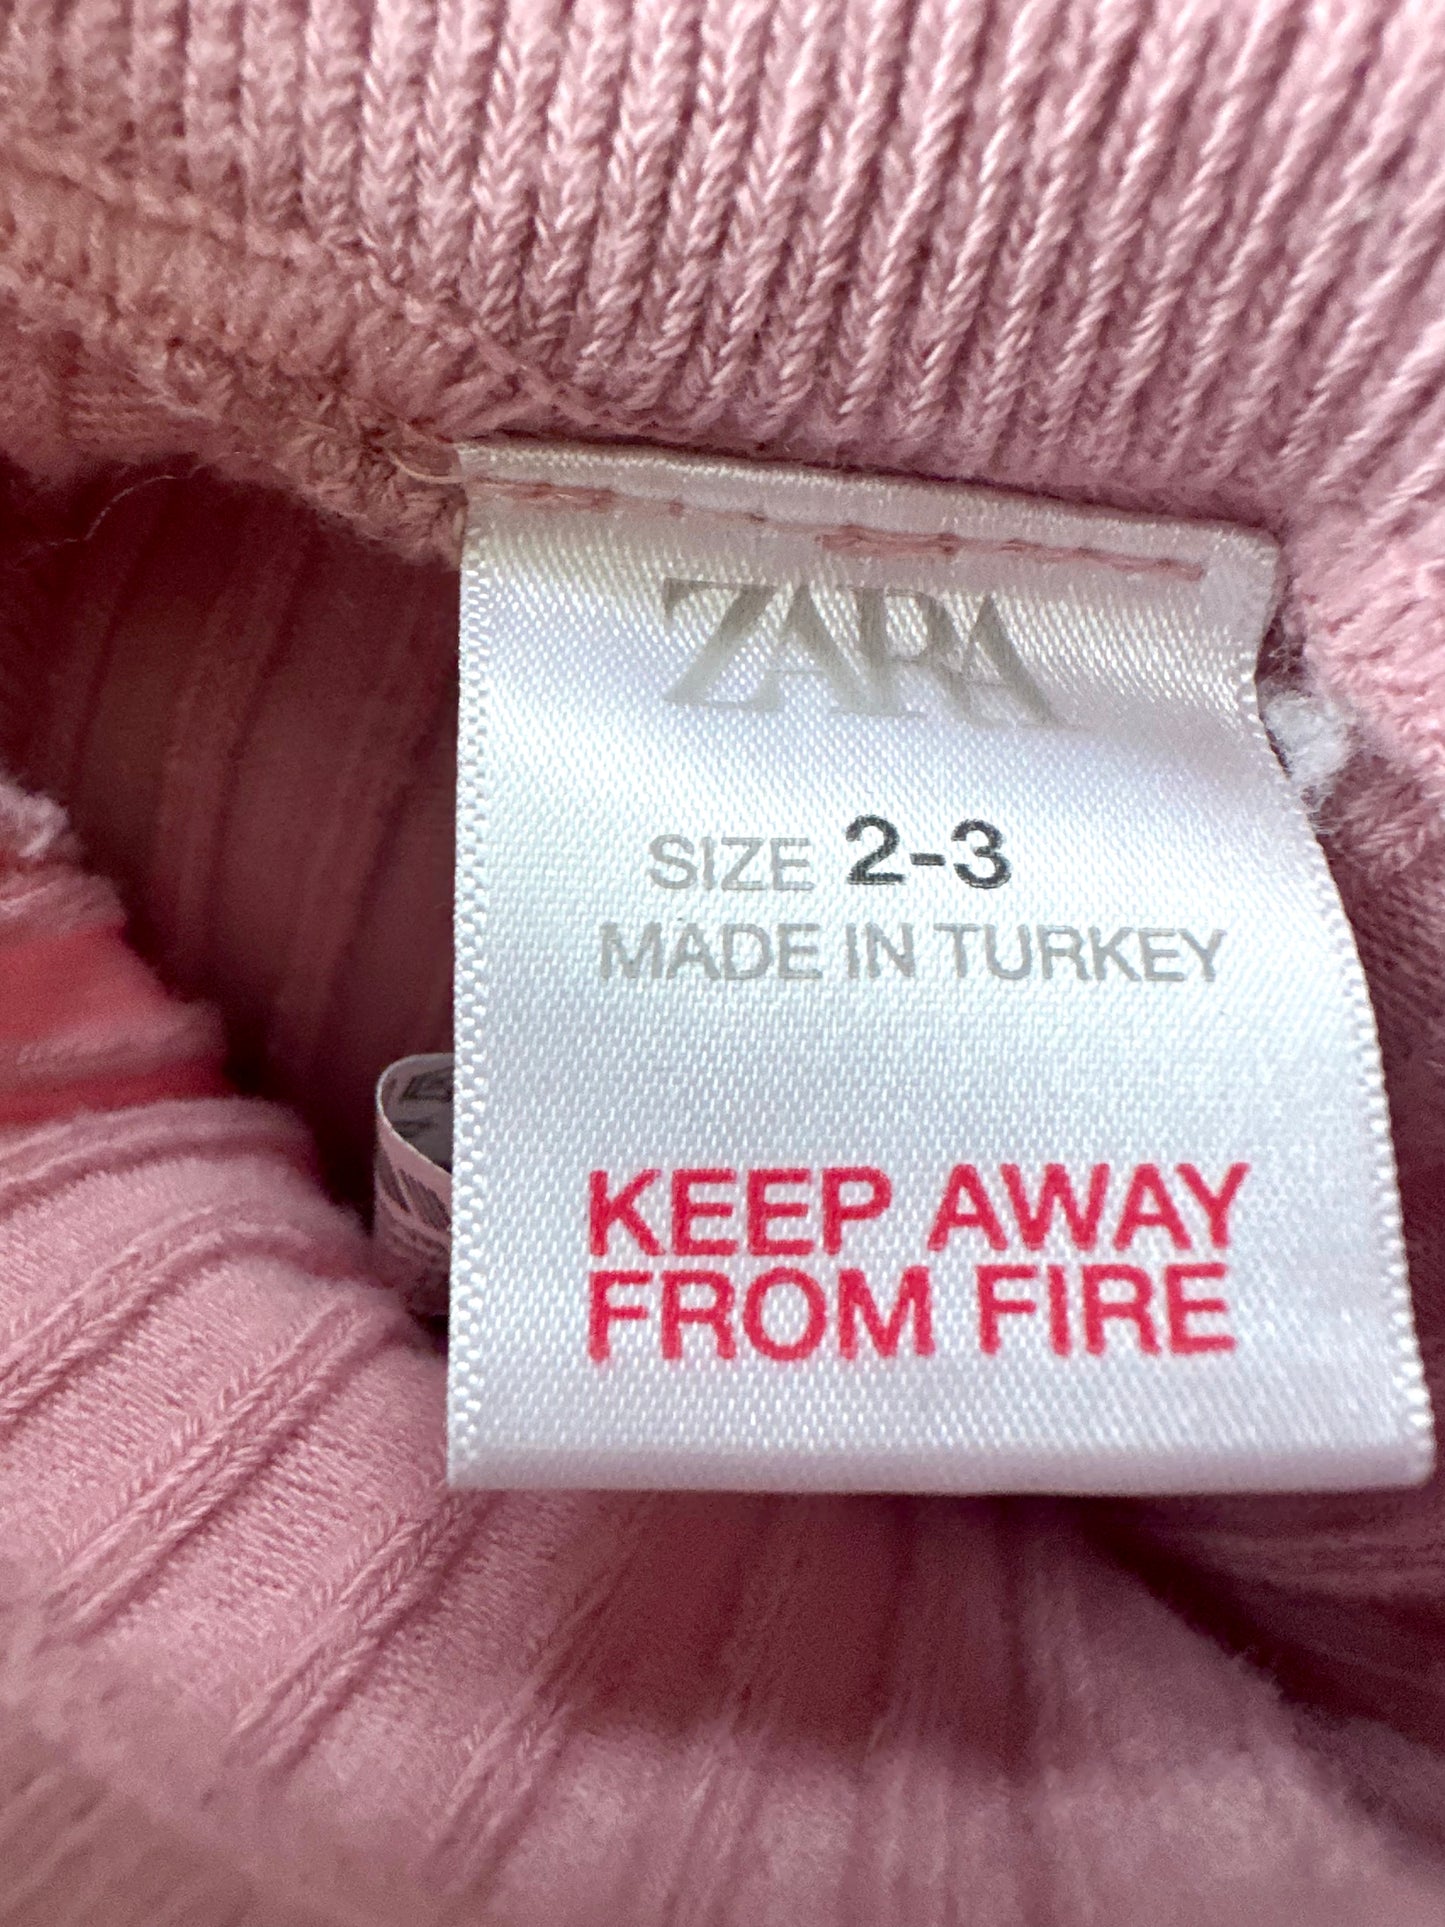 ZARA
SIZE 2-3
MADE IN TURKEY
KEEP AWAY
FROM FIRE